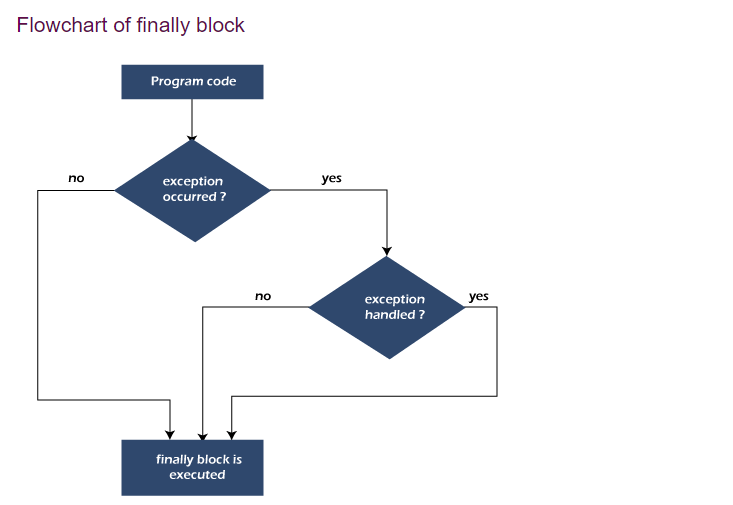 Flowchart of finally block
Program code
no
exception
occurred ?
yes
no
exception
handled ?
yes
finally block is
executed